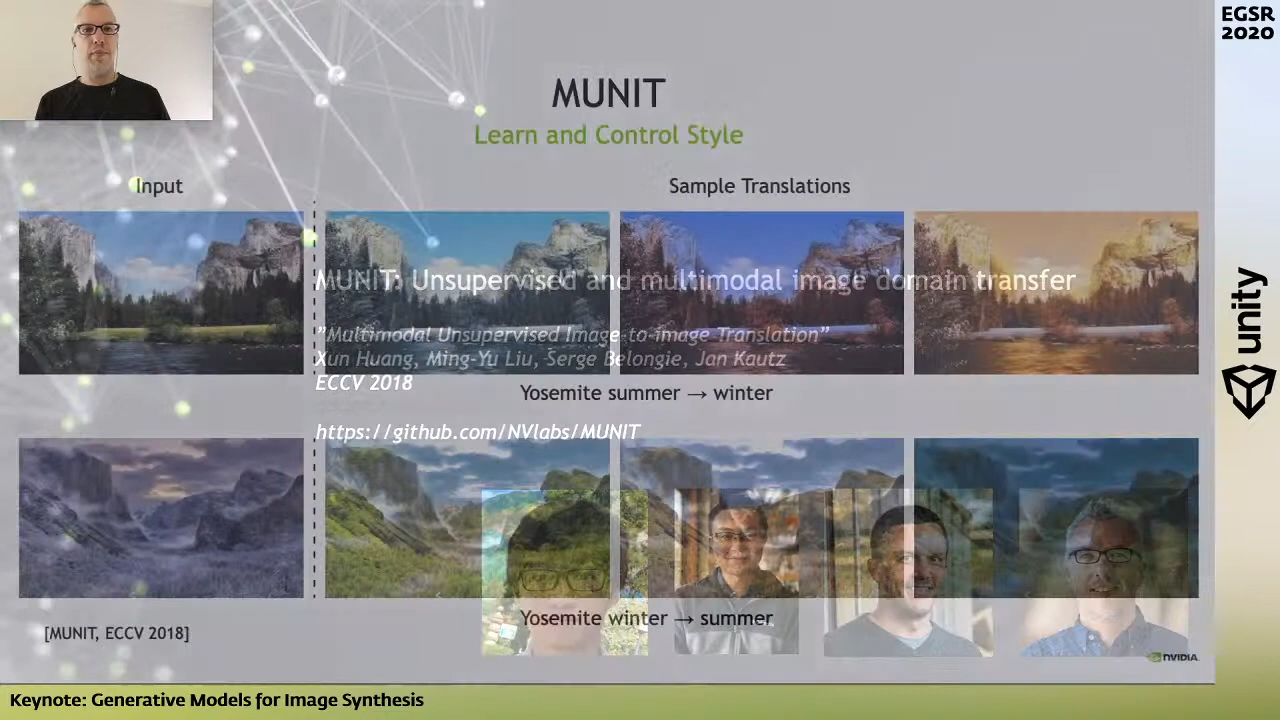 EGSR
2020
MUNIT
Learn and Control Style
Input
Sample Translations
MUNIT: Unsupervised and multimodal image domain transfer
"Multimodal Unsupervised Image-to-image Translation"
Xun Huang, Ming-Yu Liu, Serge Belongie, Jan Kautz
ECCV 2018
Yosemite summer → winter
https://github.com/NVlabs/MUNIT
Yosemite winter → summer
[MUNIT, ECCV 2018]
NVIDIA.
unity
Keynote: Generative Models for Image Synthesis